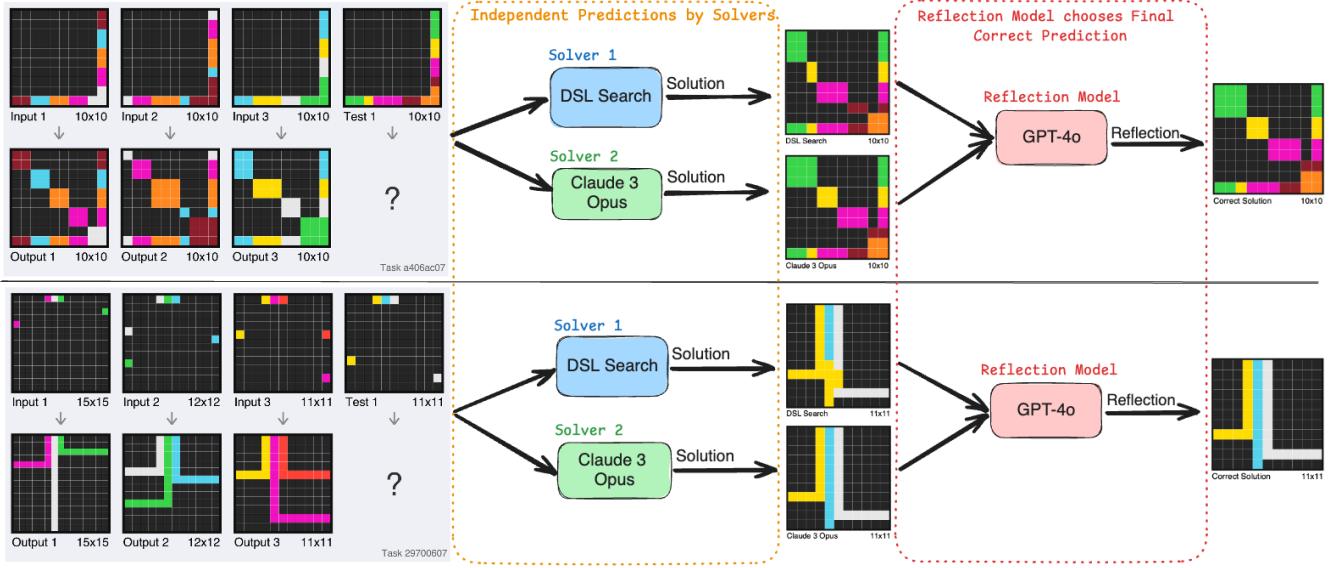 Independent Predictions by Solvers
Reflection Model chooses Final
Correct Prediction
Input 1 10x10
Input 2 10x10
Input 3 10x10
Test 1 10x10
Output 1 10x10
Output 2 10x10
Output 3 10x10
?
Task a406ac07
Solver 1
DSL Search
Solution
Solver 2
Claude 3
Opus
Solution
DSL Search 10x10
Claude 3 Opus 10x10
Reflection Model
GPT-4o
Reflection
Correct Solution 10x10
Input 1 15x15
Input 2 12x12
Input 3 11x11
Test 1 11x11
Output 1 15x15
Output 2 12x12
Output 3 11x11
?
Task 29700607
Solver 1
DSL Search
Solution
Solver 2
Claude 3
Opus
Solution
DSL Search 11x11
Claude 3 Opus 11x11
Reflection Model
GPT-4o
Reflection
Correct Solution 11x11